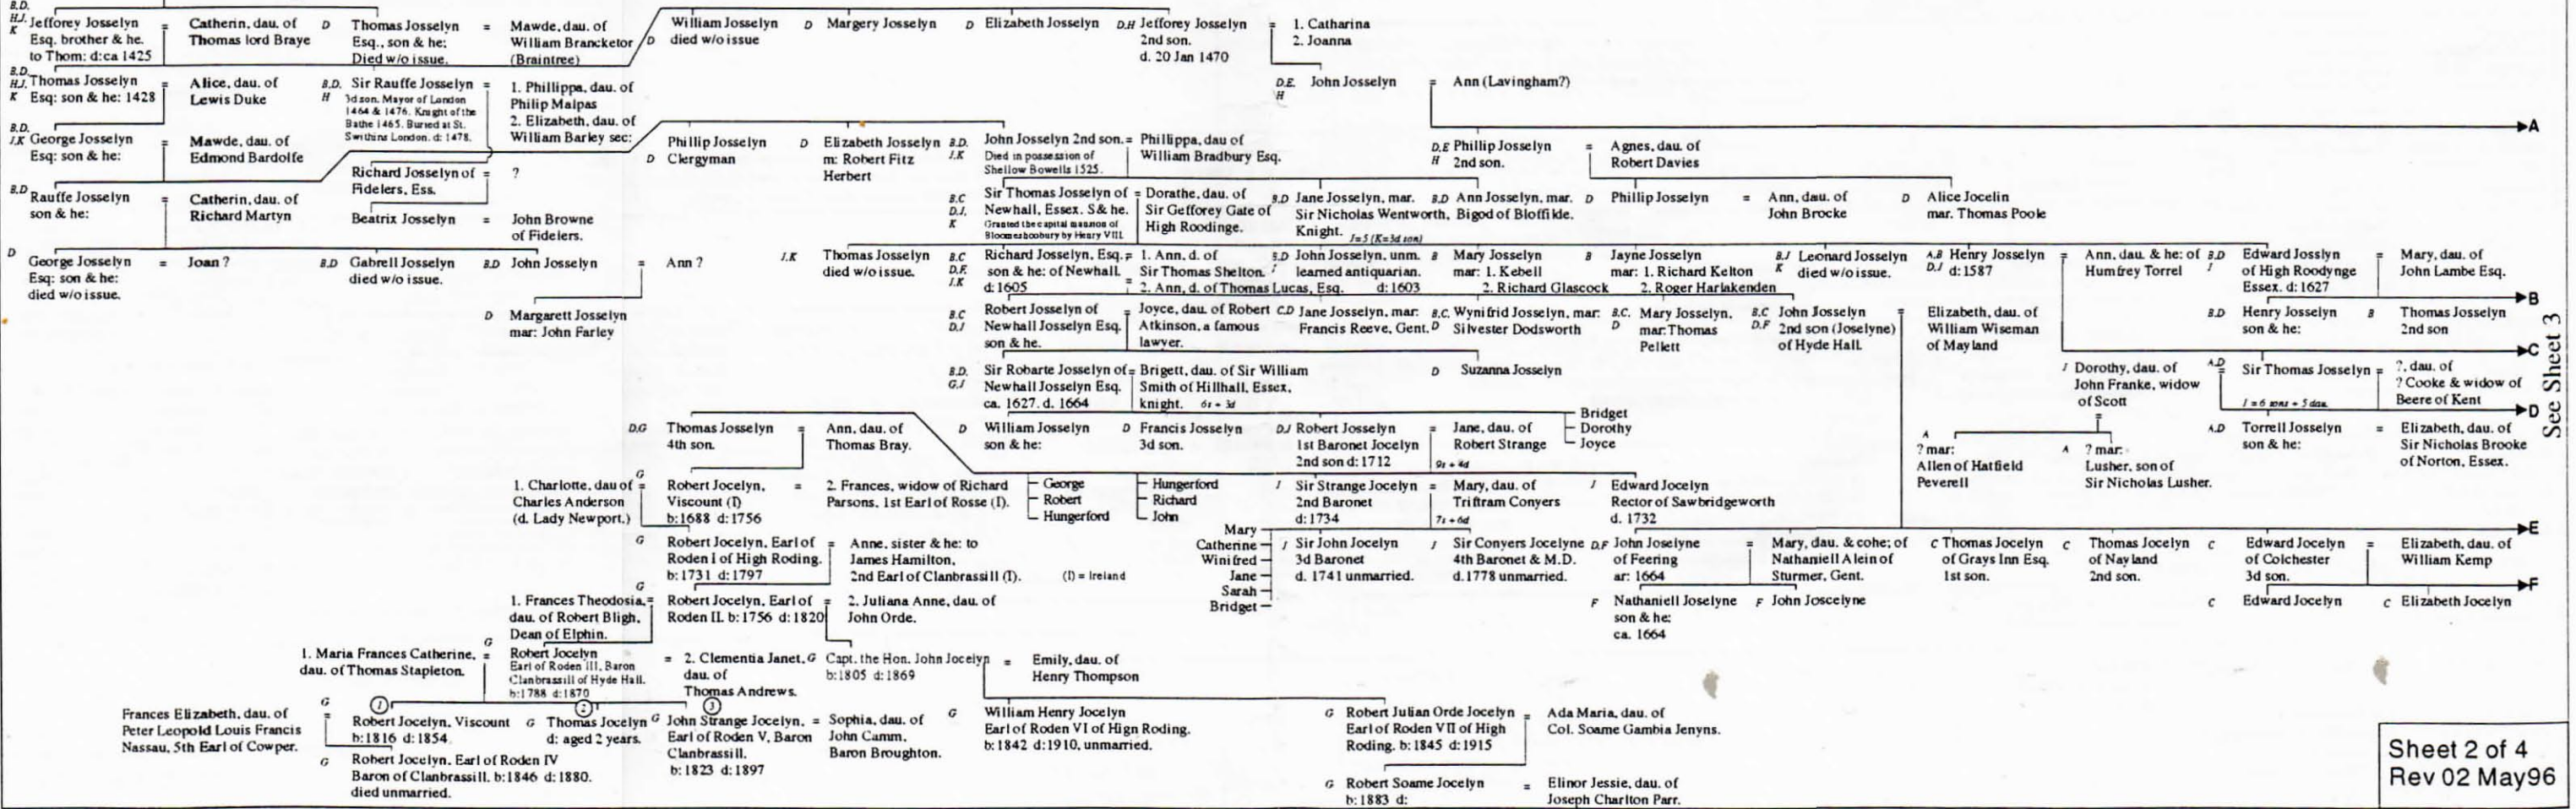 B.D.
H.J. Jefforey Josselyn = Catherin, dau. of D Thomas Josselyn = Mawde, dau. of
K Esq. brother & he. Thomas lord Braye Esq., son & he: William Brancketor
to Thom: d:ca 1425 Died w/o issue. (Braintree)
D William Josselyn D Margery Josselyn D Elizabeth Josselyn D.H Jefforey Josselyn = 1. Catharina
died w/o issue 2nd son. 2. Joanna
d. 20 Jan 1470
B.D.
H.J. Thomas Josselyn = Alice, dau. of B.D. Sir Rauffe Josselyn = 1. Phillippa, dau. of
K Esq: son & he: 1428 Lewis Duke H 3d son. Mayor of London Philip Malpas
1464 & 1476. Knight of the 2. Elizabeth, dau. of
Bathe 1465. Buried at St. William Barley sec:
Swithins London. d: 1478.
D.E. John Josselyn = Ann (Lavingham?)
H
A
B.D.
J.K George Josselyn = Mawde, dau. of
Esq: son & he: Edmond Bardolfe
Phillip Josselyn D Elizabeth Josselyn B.D. John Josselyn 2nd son. = Phillippa, dau of
D Clergyman m: Robert Fitz J.K Died in possession of William Bradbury Esq.
Herbert Shellow Bowells 1525.
D.E Phillip Josselyn = Agnes, dau. of
H 2nd son. Robert Davies
Richard Josselyn of = ?
Fidelers, Ess.
B.D Rauffe Josselyn = Catherin, dau. of
son & he: Richard Martyn
Beatrix Josselyn = John Browne
of Fidelers.
B.C Sir Thomas Josselyn of = Dorathe, dau. of B.D Jane Josselyn, mar. B.D Ann Josselyn, mar. D Phillip Josselyn = Ann, dau. of D Alice Jocelin
D.J. Newhall, Essex. S& he. Sir Gefforey Gate of Sir Nicholas Wentworth, Bigod of Bloffilde. John Brocke mar. Thomas Poole
K Granted the capital mansion of High Roodinge. Knight.
Bloomesboobury by Henry VIII.
J=5 (K=3d son)
D George Josselyn = Joan ? B.D Gabrell Josselyn B.D John Josselyn = Ann ?
Esq: son & he: died w/o issue.
died w/o issue.
J.K Thomas Josselyn B.C Richard Josselyn, Esq. = 1. Ann, d. of B.D John Josselyn, unm. B Mary Josselyn B Jayne Josselyn B.J Leonard Josselyn A.B Henry Josselyn = Ann, dau. & he: of B.D Edward Josslyn = Mary, dau. of
died w/o issue. D.F. son & he: of Newhall. Sir Thomas Shelton. J learned antiquarian. mar: 1. Kebell mar: 1. Richard Kelton K died w/o issue. D.J d:1587 Humfrey Torrel J of High Roodynge John Lambe Esq.
J.K d:1605 = 2. Ann, d. of Thomas Lucas, Esq. d:1603 2. Richard Glascock 2. Roger Harlakenden Essex. d:1627
B
D Margarett Josselyn
mar: John Farley
B.C Robert Josselyn of = Joyce, dau. of Robert C.D Jane Josselyn, mar: B.C. Wynifrid Josselyn, mar: B.C. Mary Josselyn, B.C John Josselyn = Elizabeth, dau. of
D.J Newhall Josselyn Esq. Atkinson, a famous Francis Reeve, Gent. D Silvester Dodsworth D mar:Thomas D.F 2nd son (Joselyne) William Wiseman
son & he. lawyer. Pellett of Hyde Hall. of Mayland
B.D Henry Josselyn B Thomas Josselyn
son & he: 2nd son
C
See Sheet 3
B.D. Sir Robarte Josselyn of = Brigett, dau. of Sir William D Suzanna Josselyn
G.J Newhall Josselyn Esq. Smith of Hillhall, Essex,
ca. 1627. d. 1664 knight. 6s + 3d
J Dorothy, dau. of A.D = Sir Thomas Josselyn = ?, dau. of
John Franke, widow ? Cooke & widow of
of Scott J = 6 sons + 5 dau. Beere of Kent
=
D
D.G Thomas Josselyn = Ann, dau. of D William Josselyn D Francis Josselyn D.J Robert Josselyn = Jane, dau. of
4th son. Thomas Bray. son & he: 3d son. 1st Baronet Jocelyn Robert Strange
2nd son d: 1712 9s + 4d
Bridget
Dorothy
Joyce
A ? mar: A ? mar:
Allen of Hatfield Lusher, son of
Peverell Sir Nicholas Lusher.
A.D Torrell Josselyn = Elizabeth, dau. of
son & he: Sir Nicholas Brooke
of Norton, Essex.
G
1. Charlotte, dau of = Robert Jocelyn, = 2. Frances, widow of Richard
Charles Anderson Viscount (I) Parsons, 1st Earl of Rosse (I).
(d. Lady Newport.) b:1688 d:1756
George Hungerford
Robert Richard
Hungerford John
J Sir Strange Jocelyn = Mary, dau. of J Edward Jocelyn
2nd Baronet Triftram Conyers Rector of Sawbridgeworth
d:1734 7s + 6d d. 1732
E
G Robert Jocelyn, Earl of = Anne, sister & he: to
Roden I of High Roding. James Hamilton,
b:1731 d:1797 2nd Earl of Clanbrassill (I). (I) = Ireland
Mary
Catherine
Winifred
Jane
Sarah
Bridget
J Sir John Jocelyn J Sir Conyers Jocelyne D.F John Joselyne = Mary, dau. & cohe; of C Thomas Jocelyn C Thomas Jocelyn C Edward Jocelyn = Elizabeth, dau. of
3d Baronet 4th Baronet & M.D. of Feering Nathaniell Alein of of Grays Inn Esq. of Nayland of Colchester William Kemp
d. 1741 unmarried. d.1778 unmarried. ar: 1664 Sturmer, Gent. 1st son. 2nd son. 3d son.
F
G
1. Frances Theodosia, = Robert Jocelyn, Earl of = 2. Juliana Anne, dau. of
dau. of Robert Bligh, Roden II. b: 1756 d: 1820 John Orde.
Dean of Elphin.
F Nathaniell Joselyne F John Joscelyne
son & he:
ca. 1664
C Edward Jocelyn C Elizabeth Jocelyn
G
1. Maria Frances Catherine, = Robert Jocelyn = 2. Clementia Janet, G Capt. the Hon. John Jocelyn = Emily, dau. of
dau. of Thomas Stapleton. Earl of Roden III, Baron dau. of b:1805 d:1869 Henry Thompson
Clanbrassill of Hyde Hall. Thomas Andrews.
b:1788 d:1870
1 2 3
G
Frances Elizabeth, dau. of = Robert Jocelyn, Viscount G Thomas Jocelyn G John Strange Jocelyn, = Sophia, dau. of G William Henry Jocelyn
Peter Leopold Louis Francis b:1816 d:1854 d: aged 2 years. Earl of Roden V, Baron John Camm, Earl of Roden VI of Hign Roding.
Nassau, 5th Earl of Cowper. Clanbrassill. Baron Broughton. b: 1842 d:1910, unmarried.
b: 1823 d: 1897
G Robert Julian Orde Jocelyn = Ada Maria, dau. of
Earl of Roden VII of High Col. Soame Gambia Jenyns.
Roding. b: 1845 d: 1915
G Robert Jocelyn. Earl of Roden IV
Baron of Clanbrassill. b:1846 d: 1880.
died unmarried.
G Robert Soame Jocelyn = Elinor Jessie, dau. of
b: 1883 d: Joseph Charlton Parr.
Sheet 2 of 4
Rev 02 May96